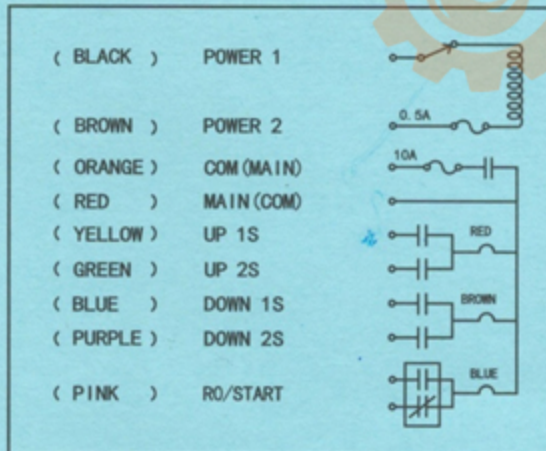 ( BLACK ) POWER 1
( BROWN ) POWER 2 0.5A
( ORANGE ) COM(MAIN) 10A
( RED ) MAIN(COM)
( YELLOW ) UP 1S RED
( GREEN ) UP 2S
( BLUE ) DOWN 1S BROWN
( PURPLE ) DOWN 2S
( PINK ) RO/START BLUE